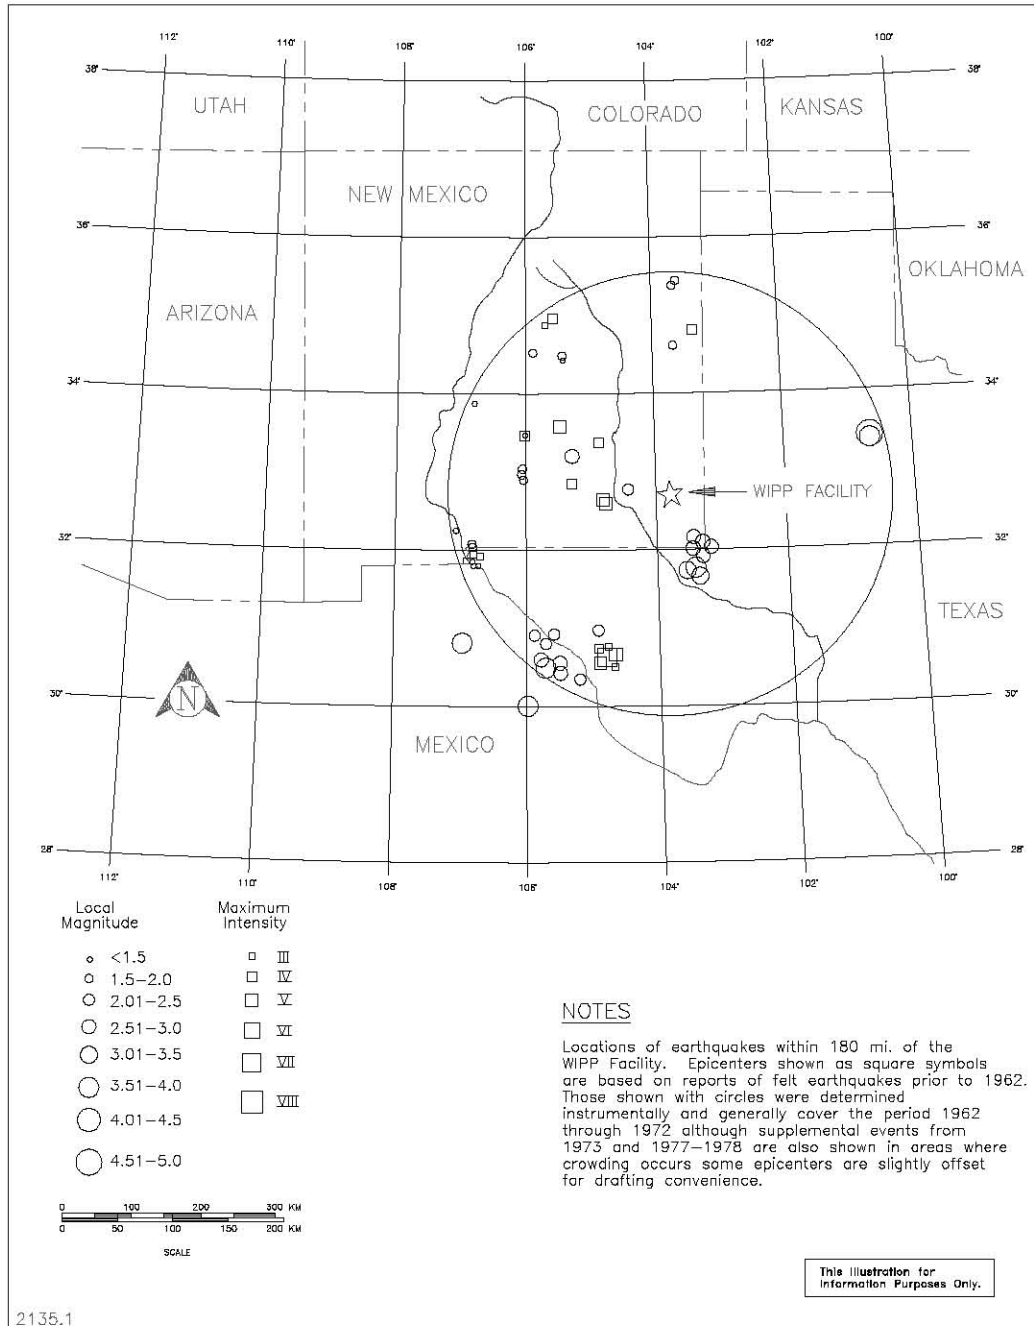 112° 110° 108° 106° 104° 102° 100°
38° 38°
UTAH COLORADO KANSAS
NEW MEXICO
36° 36°
OKLAHOMA
ARIZONA
34° 34°
WIPP FACILITY
32° 32°
TEXAS
N
30° 30°
MEXICO
28° 28°
112° 110° 108° 106° 104° 102° 100°
Local
Magnitude
<1.5
1.5–2.0
2.01–2.5
2.51–3.0
3.01–3.5
3.51–4.0
4.01–4.5
4.51–5.0
Maximum
Intensity
III
IV
V
VI
VII
VIII
0 100 200 300 KM
0 50 100 150 200 KM
SCALE
NOTES
Locations of earthquakes within 180 mi. of the
WIPP Facility. Epicenters shown as square symbols
are based on reports of felt earthquakes prior to 1962.
Those shown with circles were determined
instrumentally and generally cover the period 1962
through 1972 although supplemental events from
1973 and 1977–1978 are also shown in areas where
crowding occurs some epicenters are slightly offset
for drafting convenience.
This Illustration for
Information Purposes Only.
2135.1